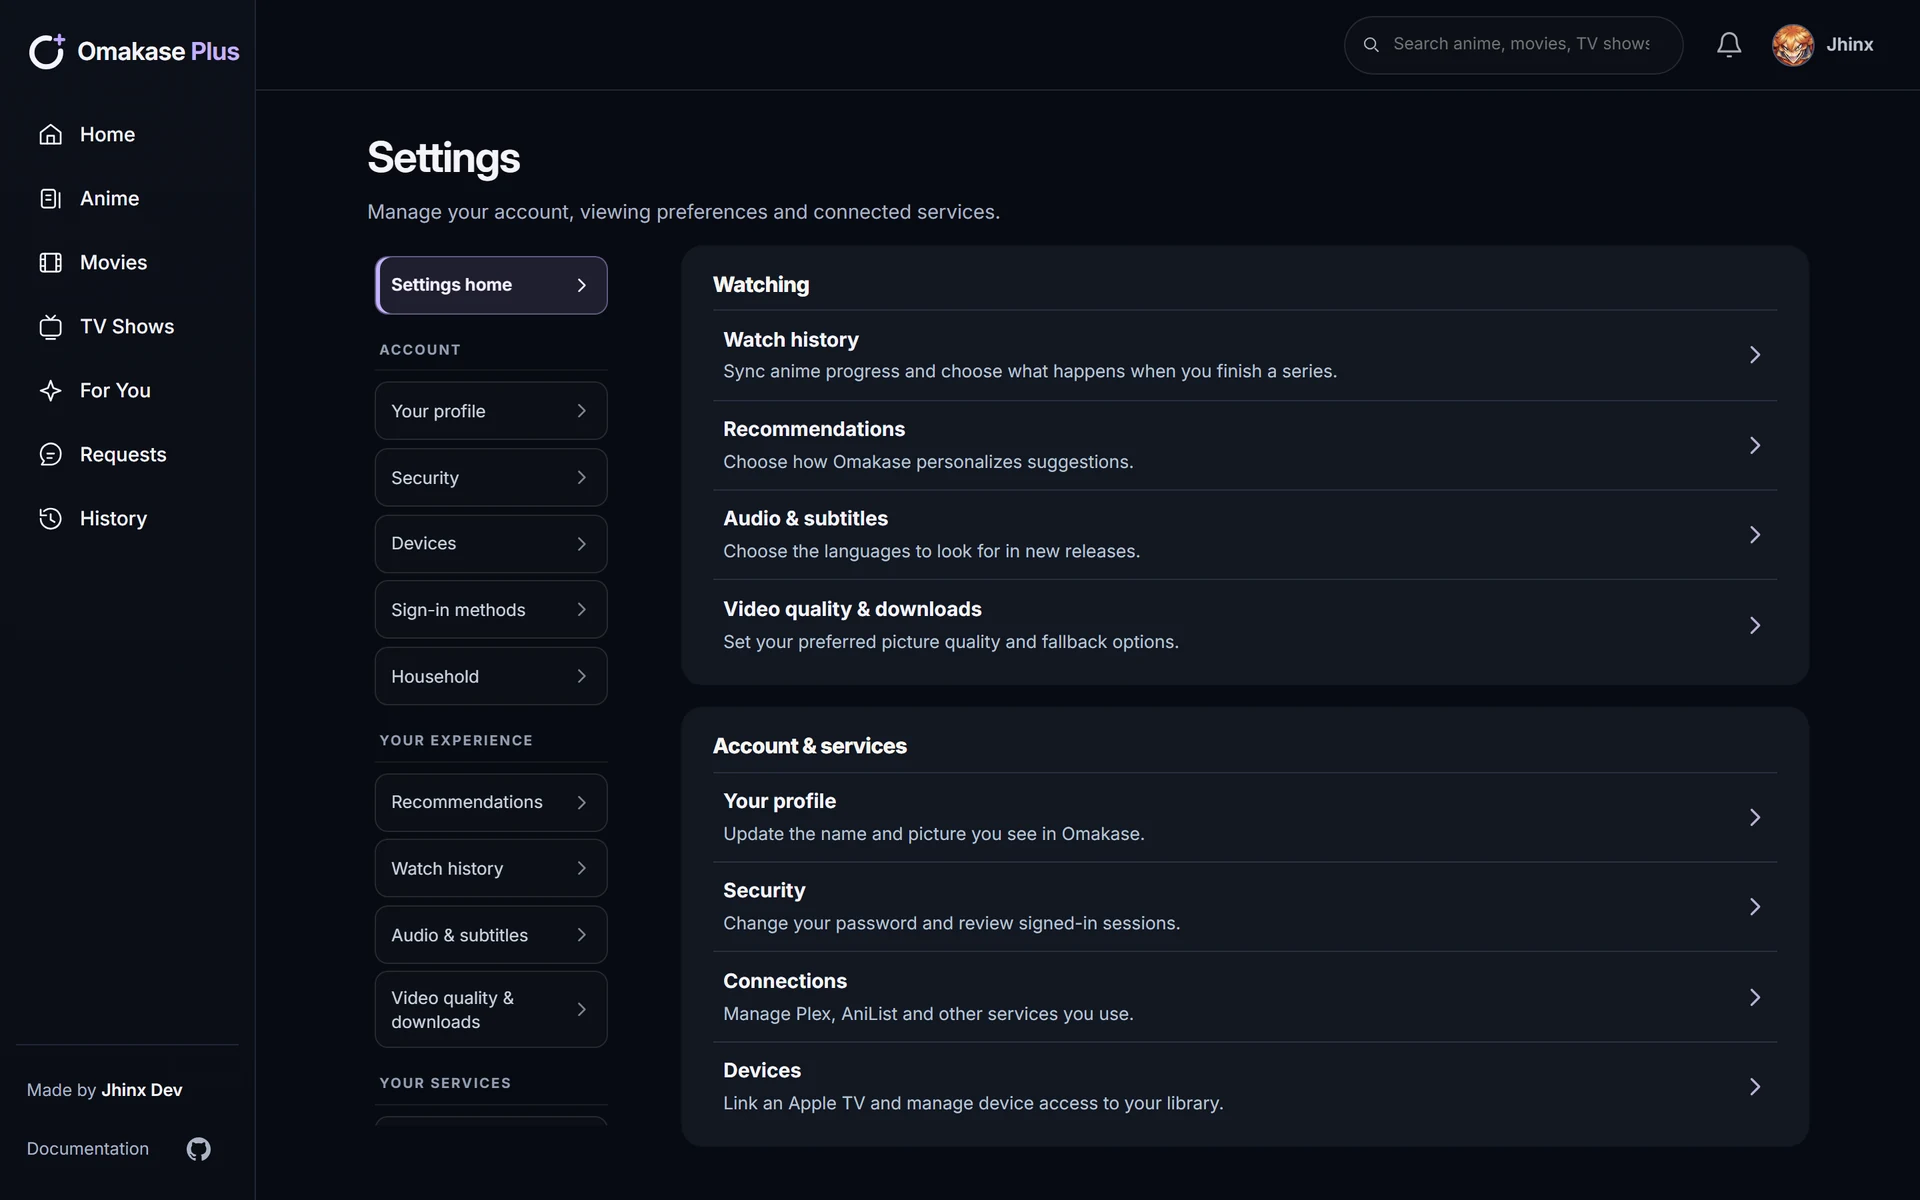 Omakase Plus
Search anime, movies, TV shows
Jhinx
Home
Anime
Movies
TV Shows
For You
Requests
History
Made by Jhinx Dev
Documentation
Settings
Manage your account, viewing preferences and connected services.
Settings home
ACCOUNT
Your profile
Security
Devices
Sign-in methods
Household
YOUR EXPERIENCE
Recommendations
Watch history
Audio & subtitles
Video quality &
downloads
YOUR SERVICES
Watching
Watch history
Sync anime progress and choose what happens when you finish a series.
Recommendations
Choose how Omakase personalizes suggestions.
Audio & subtitles
Choose the languages to look for in new releases.
Video quality & downloads
Set your preferred picture quality and fallback options.
Account & services
Your profile
Update the name and picture you see in Omakase.
Security
Change your password and review signed-in sessions.
Connections
Manage Plex, AniList and other services you use.
Devices
Link an Apple TV and manage device access to your library.